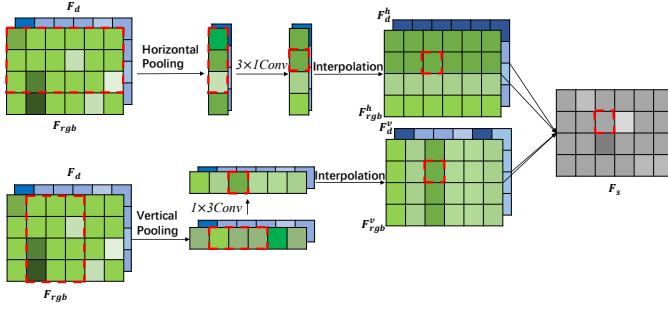 F_d
Horizontal
Pooling
F_rgb
3×1Conv
Interpolation
F_d^h
F_rgb^h
F_s
F_d
Vertical
Pooling
F_rgb
1×3Conv
Interpolation
F_d^v
F_rgb^v